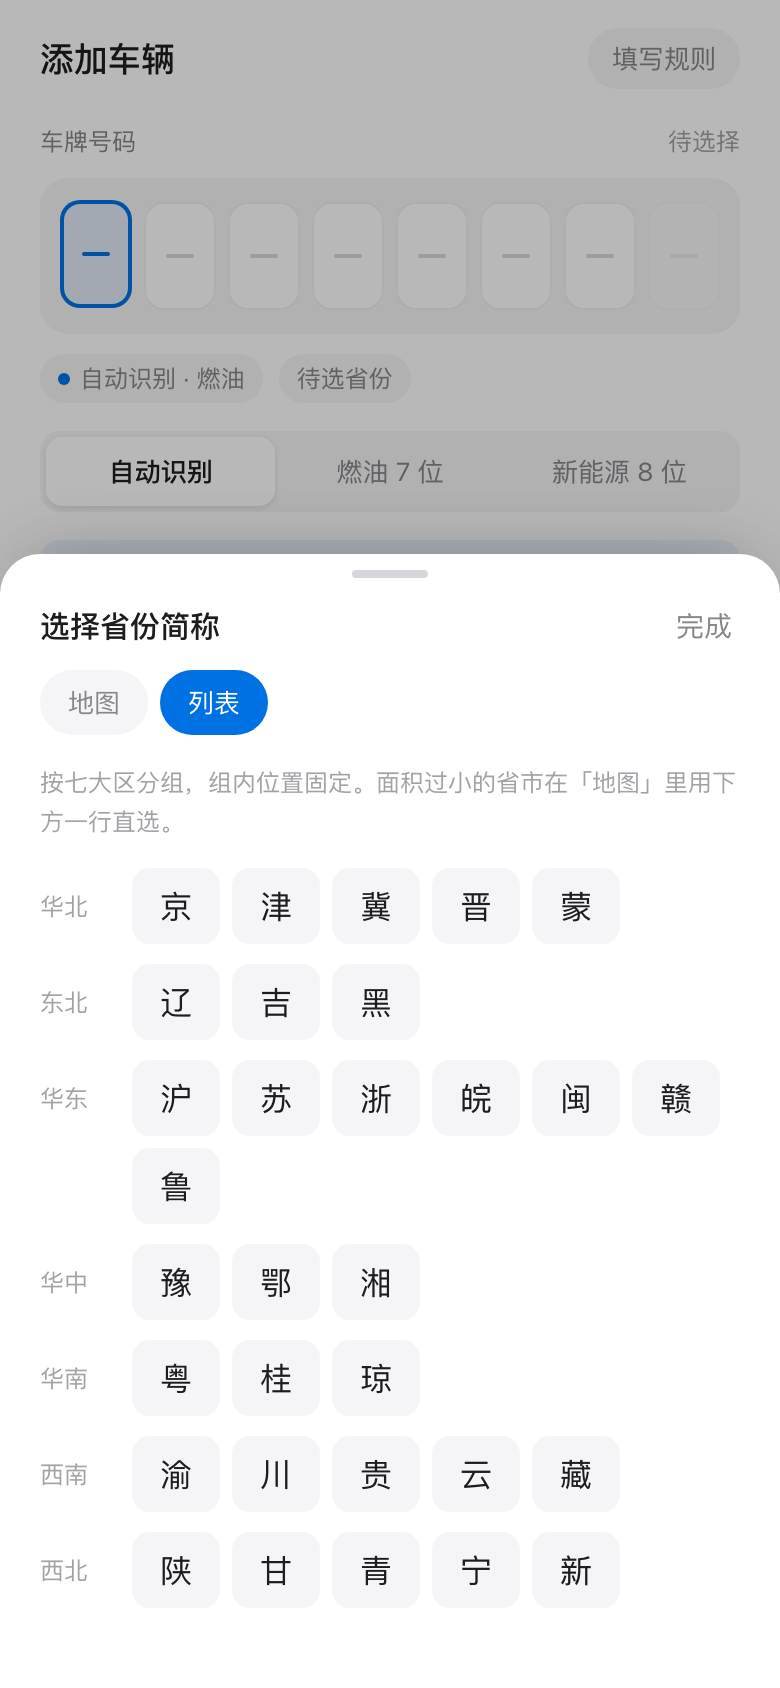 添加车辆
填写规则
车牌号码
待选择
自动识别 · 燃油
待选省份
自动识别
燃油 7 位
新能源 8 位
选择省份简称
完成
地图
列表
按七大区分组，组内位置固定。面积过小的省市在「地图」里用下
方一行直选。
华北 京 津 冀 晋 蒙
东北 辽 吉 黑
华东 沪 苏 浙 皖 闽 赣
鲁
华中 豫 鄂 湘
华南 粤 桂 琼
西南 渝 川 贵 云 藏
西北 陕 甘 青 宁 新